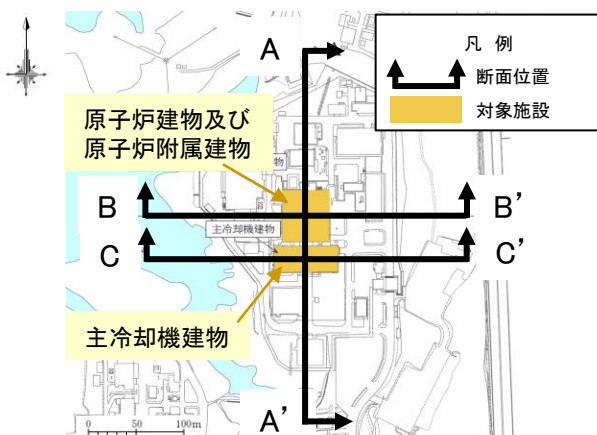 A
凡 例
断面位置
対象施設
原子炉建物及び
原子炉附属建物
物
B
B'
主冷却機建物
C
C'
主冷却機建物
A'
0 50 100m